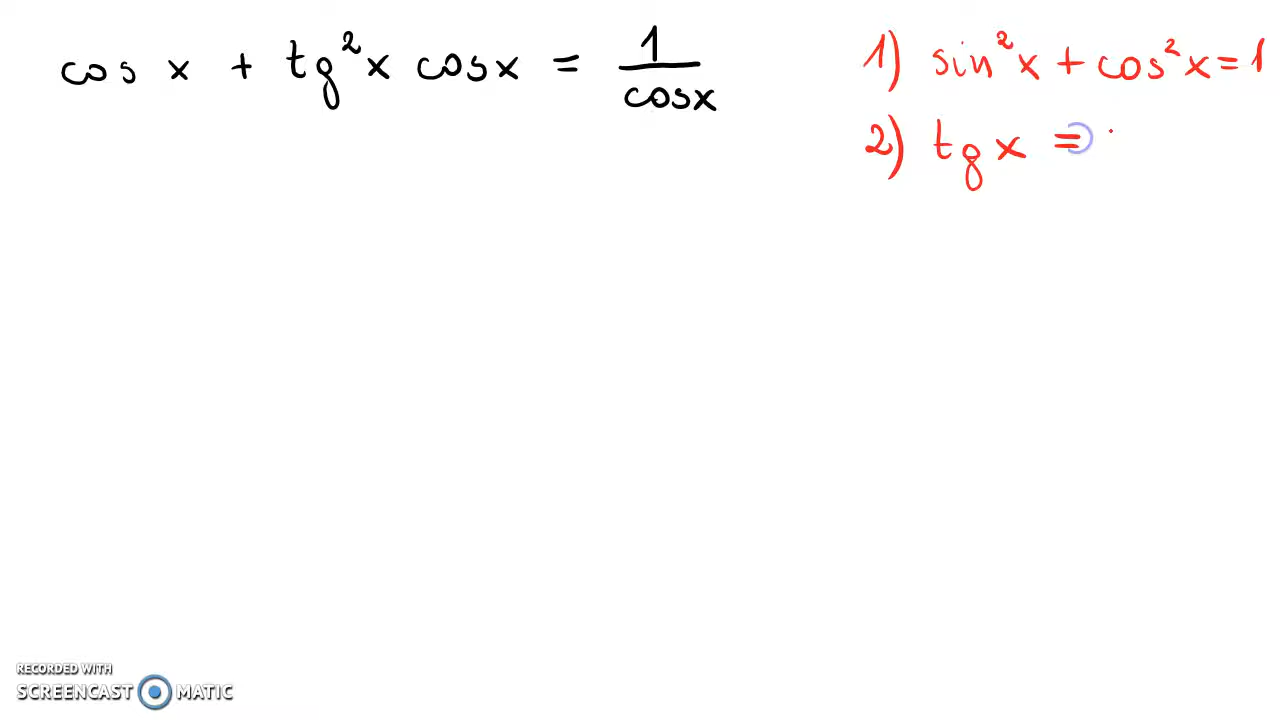 cos x + tg²x cosx = 1/cosx
1) sin²x + cos²x = 1
2) tg x =
RECORDED WITH
SCREENCAST MATIC